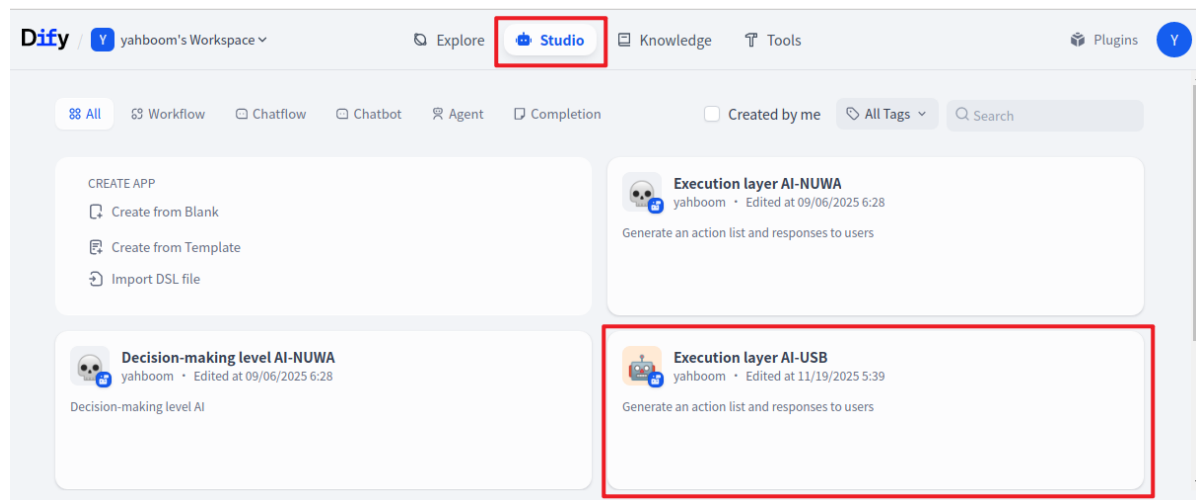 Dify / Y yahboom's Workspace
Explore
Studio
Knowledge
Tools
Plugins
Y
All
Workflow
Chatflow
Chatbot
Agent
Completion
Created by me
All Tags
Search
CREATE APP
Create from Blank
Create from Template
Import DSL file
Execution layer AI-NUWA
yahboom • Edited at 09/06/2025 6:28
Generate an action list and responses to users
Decision-making level AI-NUWA
yahboom • Edited at 09/06/2025 6:28
Decision-making level AI
Execution layer AI-USB
yahboom • Edited at 11/19/2025 5:39
Generate an action list and responses to users